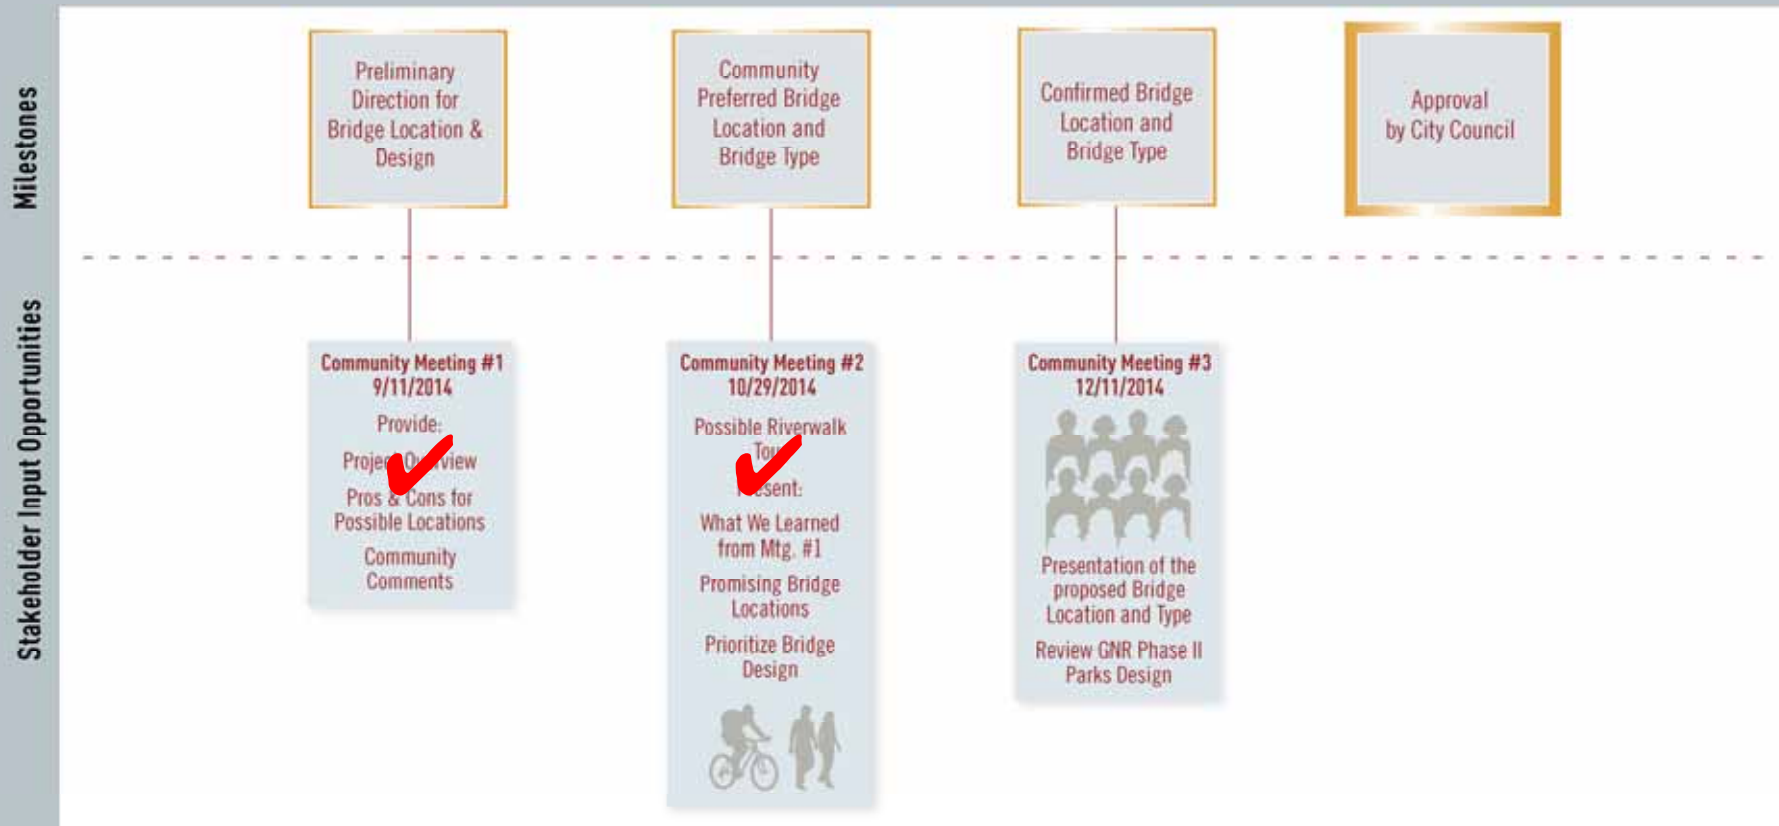 Milestones
Preliminary
Direction for
Bridge Location &
Design
Community
Preferred Bridge
Location and
Bridge Type
Confirmed Bridge
Location and
Bridge Type
Approval
by City Council
Stakeholder Input Opportunities
Community Meeting #1
9/11/2014
Provide:
Project Overview
Pros & Cons for
Possible Locations
Community
Comments
Community Meeting #2
10/29/2014
Possible Riverwalk
Tour
Present:
What We Learned
from Mtg. #1
Promising Bridge
Locations
Prioritize Bridge
Design
Community Meeting #3
12/11/2014
Presentation of the
proposed Bridge
Location and Type
Review GNR Phase II
Parks Design